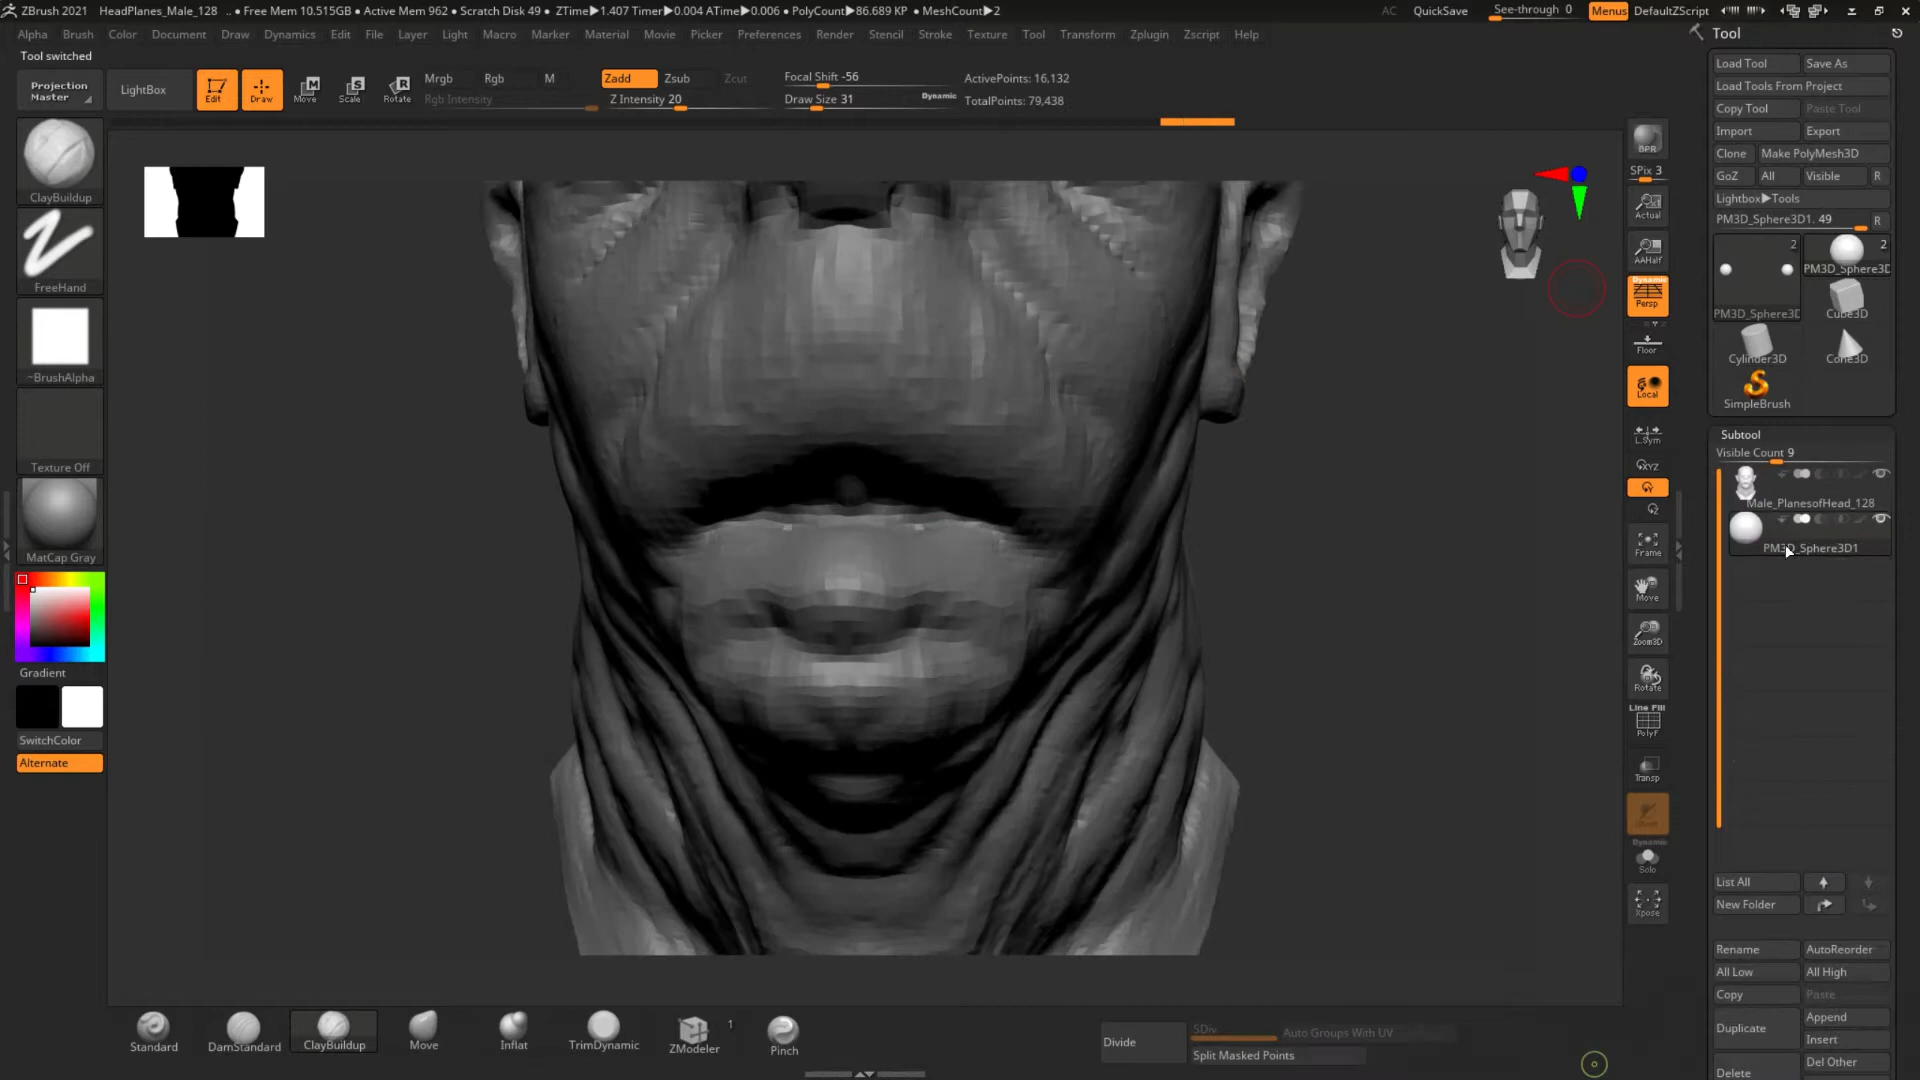 ZBrush 2021 HeadPlanes_Male_128 .. • Free Mem 10.515GB • Active Mem 962 • Scratch Disk 49 • ZTime▶1.407 Timer▶0.004 ATime▶0.006 • PolyCount▶86.689 KP • MeshCount▶2 AC QuickSave See-through 0 Menus DefaultZScript
Alpha Brush Color Document Draw Dynamics Edit File Layer Light Macro Marker Material Movie Picker Preferences Render Stencil Stroke Texture Tool Transform Zplugin Zscript Help
Tool switched
Projection
Master
LightBox
Edit
Draw
Move
Scale
Rotate
Mrgb Rgb M
Rgb Intensity
Zadd Zsub Zcut
Z Intensity 20
Focal Shift -56
Draw Size 31
Dynamic
ActivePoints: 16,132
TotalPoints: 79,438
ClayBuildup
FreeHand
~BrushAlpha
Texture Off
MatCap Gray
Gradient
SwitchColor
Alternate
BPR
SPix 3
Actual
AAHalf
Dynamic
Persp
Floor
Local
L.Sym
XYZ
Y
Z
Frame
Move
Zoom3D
Rotate
Line Fill
PolyF
Transp
Dynamic
Solo
Xpose
Tool
Load Tool Save As
Load Tools From Project
Copy Tool Paste Tool
Import Export
Clone Make PolyMesh3D
GoZ All Visible R
Lightbox▶Tools
PM3D_Sphere3D1. 49 R
2
2
PM3D_Sphere3D
PM3D_Sphere3D
Cube3D
Cylinder3D
Cone3D
SimpleBrush
Subtool
Visible Count 9
Male_PlanesofHead_128
PM3D_Sphere3D1
List All
New Folder
Rename AutoReorder
All Low All High
Copy Paste
Duplicate
Append
Insert
Delete
Del Other
Standard
DamStandard
ClayBuildup
Move
Inflat
TrimDynamic
ZModeler
1
Pinch
Divide
SDiv
Auto Groups With UV
Split Masked Points